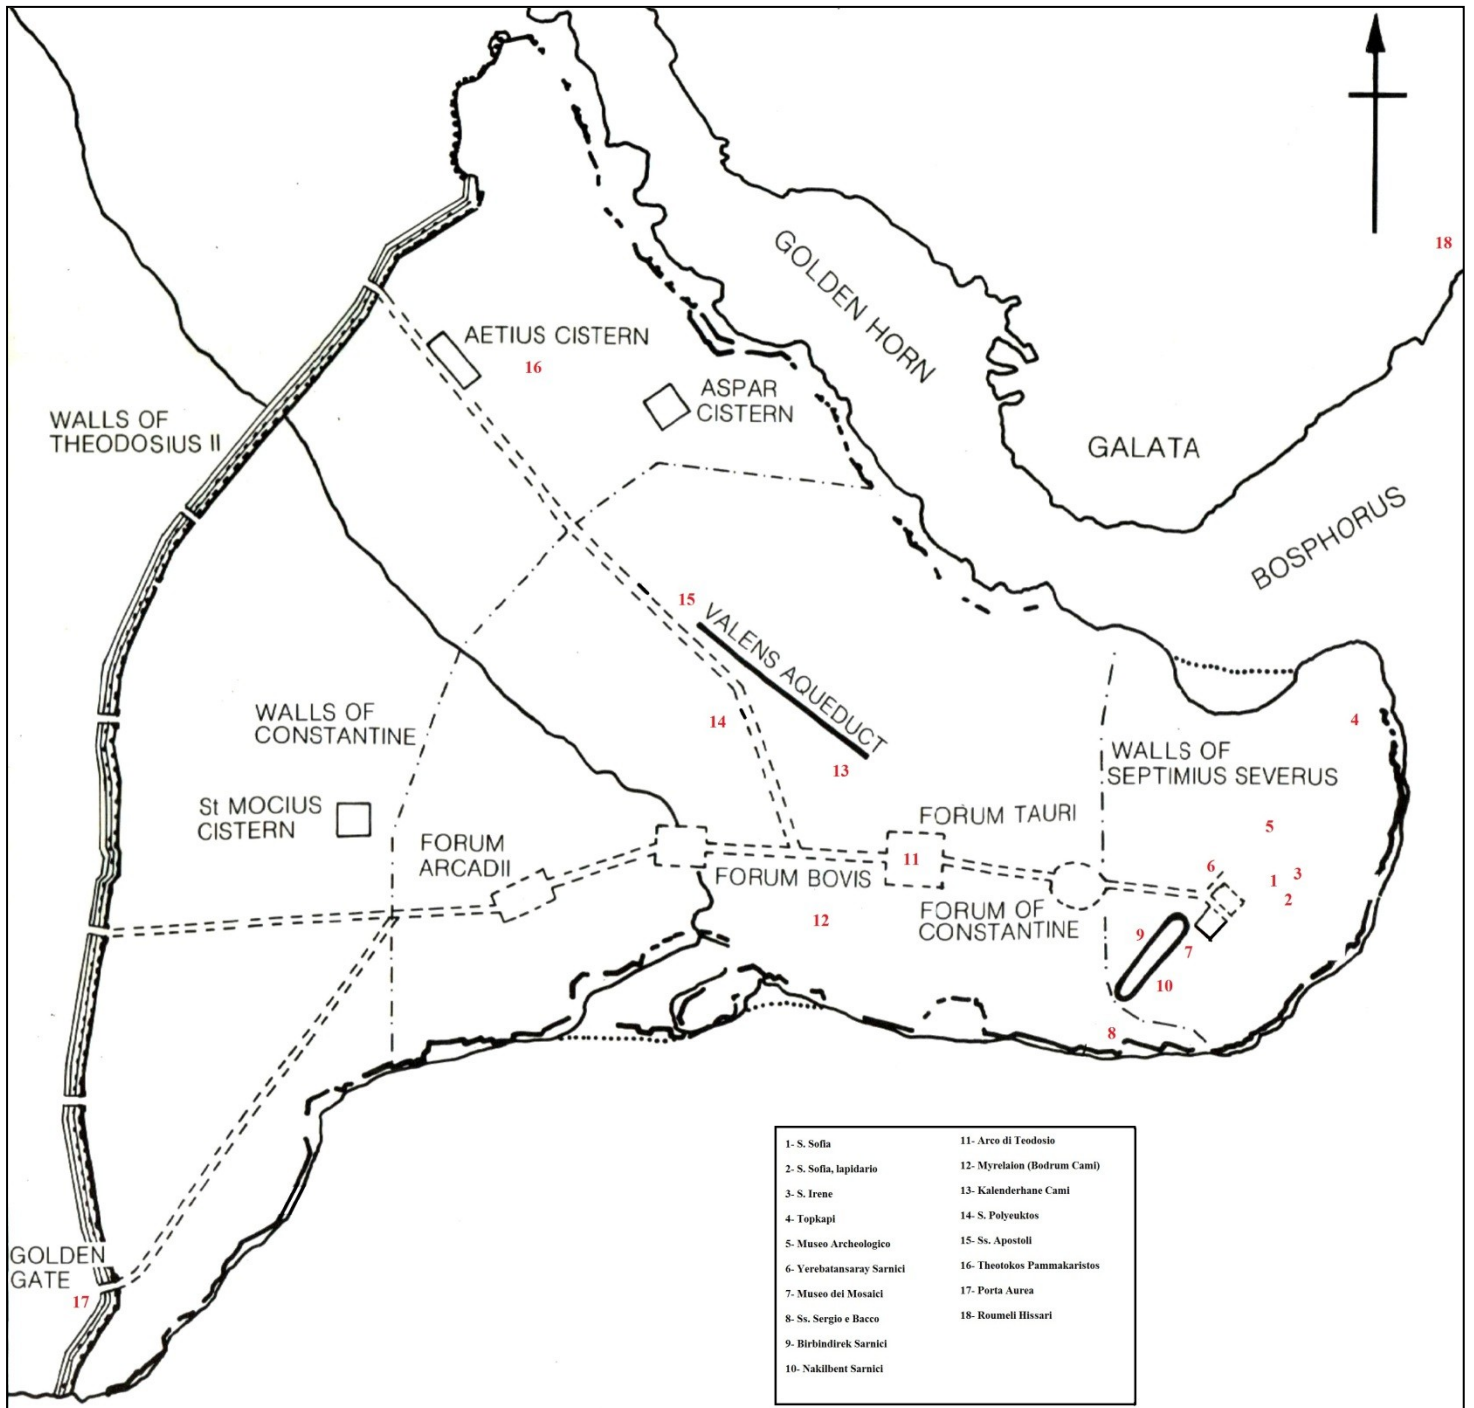 18
GOLDEN HORN
AETIUS CISTERN
16
ASPAR
CISTERN
WALLS OF
THEODOSIUS II
GALATA
BOSPHORUS
15
VALENS AQUEDUCT
WALLS OF
CONSTANTINE
14
4
WALLS OF
SEPTIMIUS SEVERUS
13
St MOCIUS
CISTERN
FORUM TAURI
5
FORUM
ARCADII
11
6
3
1
2
FORUM BOVIS
FORUM OF
CONSTANTINE
12
9
7
10
8
GOLDEN
GATE
17
1- S. Sofia
2- S. Sofia, lapidario
3- S. Irene
4- Topkapi
5- Museo Archeologico
6- Yerebatansaray Sarnici
7- Museo dei Mosaici
8- Ss. Sergio e Bacco
9- Birbindirek Sarnici
10- Nakilbent Sarnici
11- Arco di Teodosio
12- Myrelaion (Bodrum Cami)
13- Kalenderhane Cami
14- S. Polyeuktos
15- Ss. Apostoli
16- Theotokos Pammakaristos
17- Porta Aurea
18- Roumeli Hissari